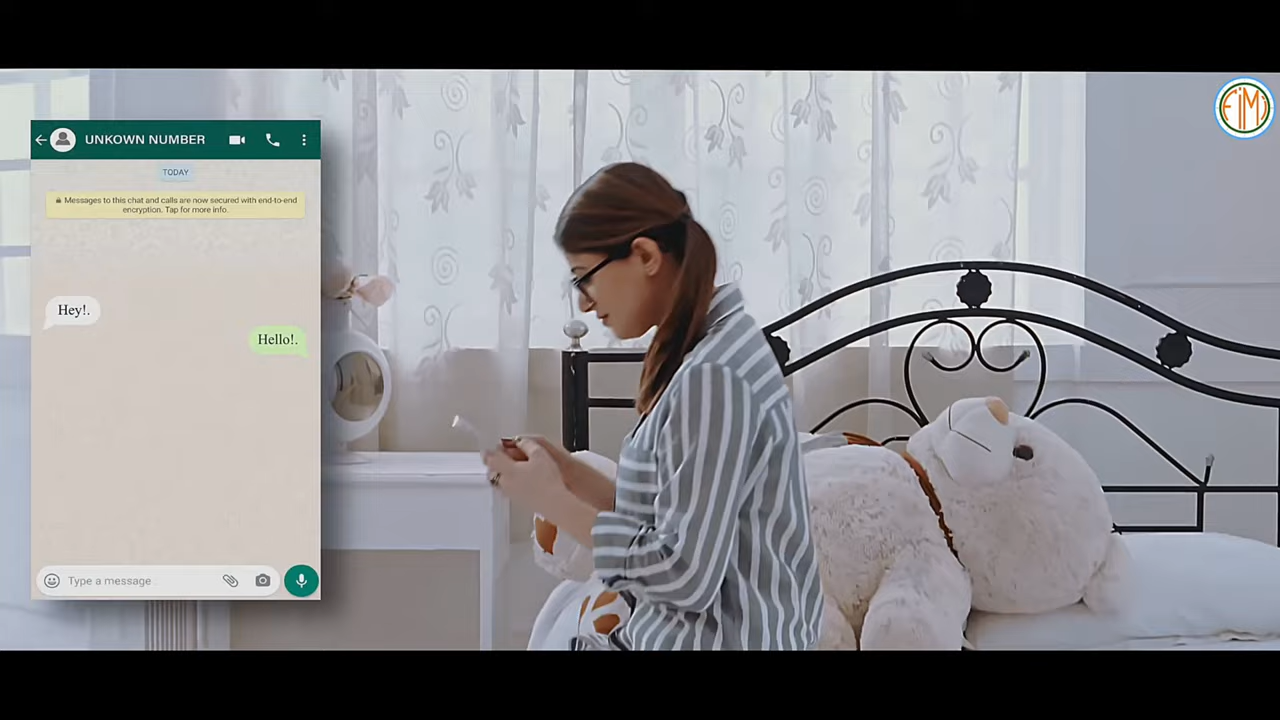 FiMi
UNKOWN NUMBER
TODAY
Messages to this chat and calls are now secured with end-to-end
encryption. Tap for more info.
Hey!.
Hello!.
Type a message